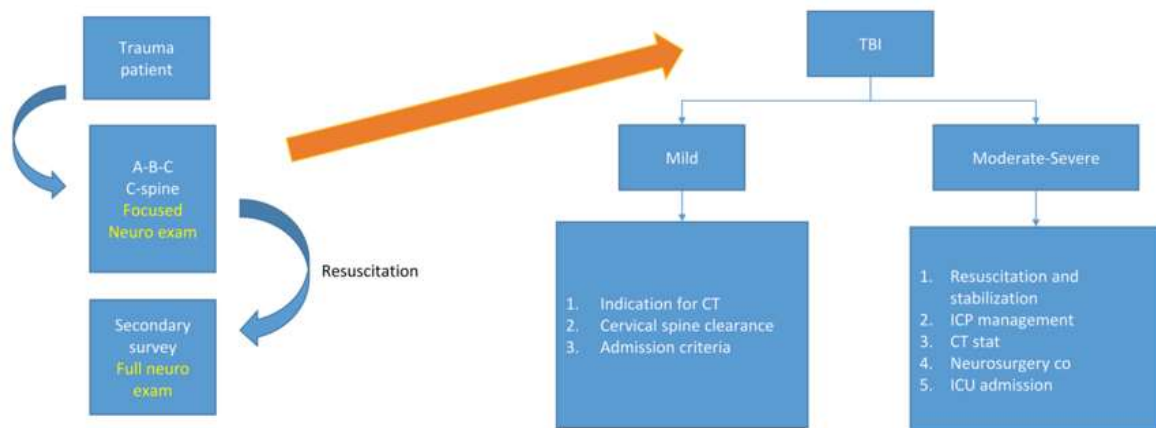 Trauma
patient
A-B-C
C-spine
Focused
Neuro exam
Resuscitation
Secondary
survey
Full neuro
exam
TBI
Mild
Moderate-Severe
1. Indication for CT
2. Cervical spine clearance
3. Admission criteria
1. Resuscitation and
stabilization
2. ICP management
3. CT stat
4. Neurosurgery co
5. ICU admission